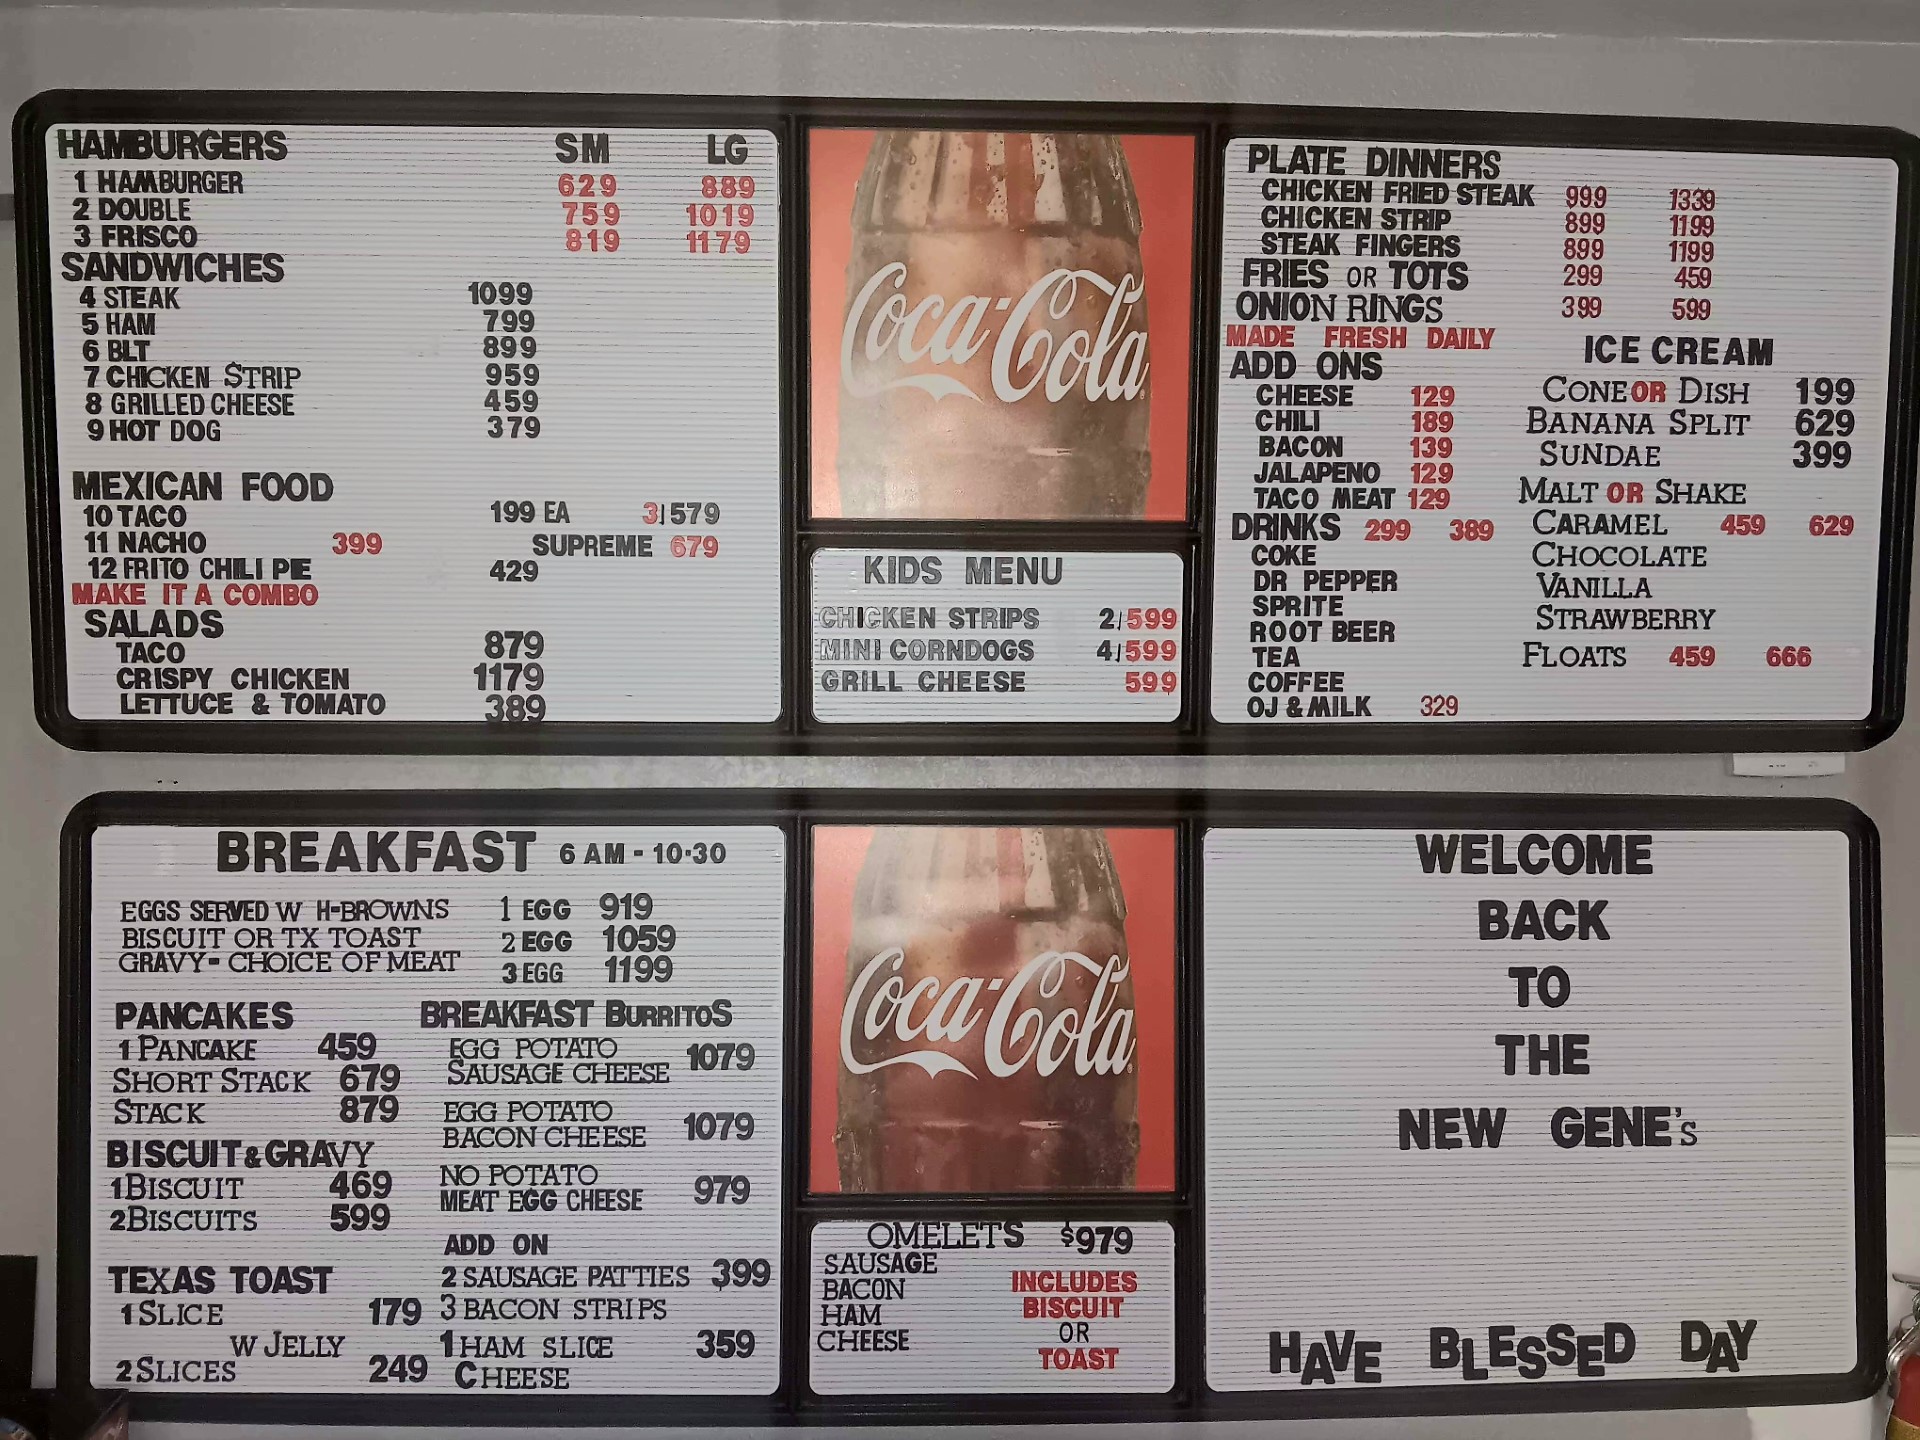 HAMBURGERS SM LG
1 HAMBURGER 629 889
2 DOUBLE 759 1019
3 FRISCO 819 1179
SANDWICHES
4 STEAK 1099
5 HAM 799
6 BLT 899
7 CHICKEN STRIP 959
8 GRILLED CHEESE 459
9 HOT DOG 379
MEXICAN FOOD
10 TACO 199 EA 3/579
11 NACHO 399 SUPREME 679
12 FRITO CHILI PIE 429
MAKE IT A COMBO
SALADS
TACO 879
CRISPY CHICKEN 1179
LETTUCE & TOMATO 389
Coca-Cola
KIDS MENU
CHICKEN STRIPS 2/599
MINI CORNDOGS 4/599
GRILL CHEESE 599
PLATE DINNERS
CHICKEN FRIED STEAK 999 1339
CHICKEN STRIP 899 1199
STEAK FINGERS 899 1199
FRIES OR TOTS 299 459
ONION RINGS 399 599
MADE FRESH DAILY
ADD ONS
CHEESE 129
CHILI 189
BACON 139
JALAPENO 129
TACO MEAT 129
DRINKS 299 389
COKE
DR PEPPER
SPRITE
ROOT BEER
TEA
COFFEE
OJ & MILK 329
ICE CREAM
CONE OR DISH 199
BANANA SPLIT 629
SUNDAE 399
MALT OR SHAKE
CARAMEL 459 629
CHOCOLATE
VANILLA
STRAWBERRY
FLOATS 459 666
BREAKFAST 6 AM - 10·30
EGGS SERVED W H-BROWNS 1 EGG 919
BISCUIT OR TX TOAST 2 EGG 1059
GRAVY- CHOICE OF MEAT 3 EGG 1199
PANCAKES
1 PANCAKE 459
SHORT STACK 679
STACK 879
BISCUIT & GRAVY
1 BISCUIT 469
2 BISCUITS 599
TEXAS TOAST
1 SLICE 179
W JELLY
2 SLICES 249
BREAKFAST BURRITOS
EGG POTATO
SAUSAGE CHEESE 1079
EGG POTATO
BACON CHEESE 1079
NO POTATO
MEAT EGG CHEESE 979
ADD ON
2 SAUSAGE PATTIES 399
3 BACON STRIPS
1 HAM SLICE 359
CHEESE
Coca-Cola
OMELETS $979
SAUSAGE
BACON
HAM
CHEESE
INCLUDES
BISCUIT
OR
TOAST
WELCOME
BACK
TO
THE
NEW GENE's
HAVE BLESSED DAY